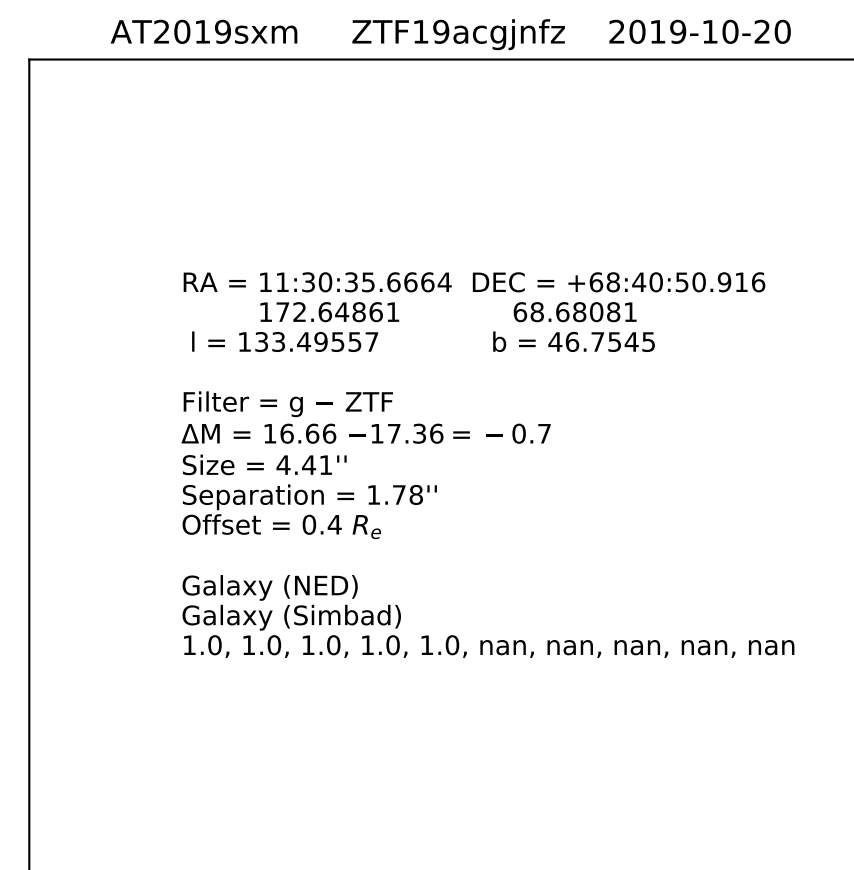 AT2019sxm ZTF19acgjnfz 2019-10-20
RA = 11:30:35.6664 DEC = +68:40:50.916
172.64861 68.68081
l = 133.49557 b = 46.7545
Filter = g − ZTF
ΔM = 16.66 −17.36 = − 0.7
Size = 4.41''
Separation = 1.78''
Offset = 0.4 Re
Galaxy (NED)
Galaxy (Simbad)
1.0, 1.0, 1.0, 1.0, 1.0, nan, nan, nan, nan, nan